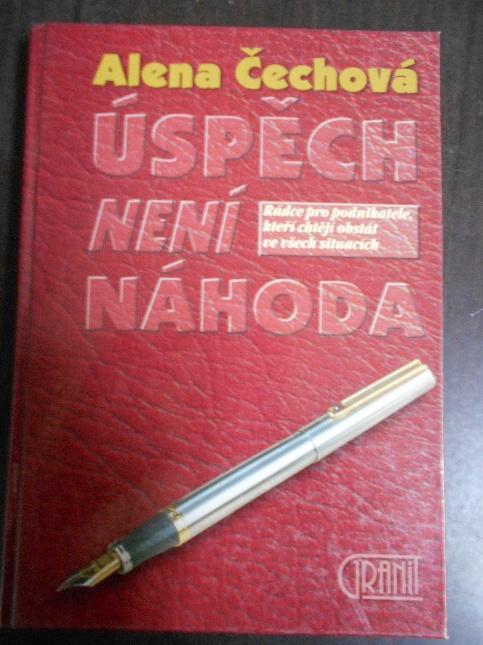 Alena Čechová
ÚSPĚCH
NENÍ
Rádce pro podnikatele,
kteří chtějí obstát
ve všech situacích
NÁHODA
GRANIT